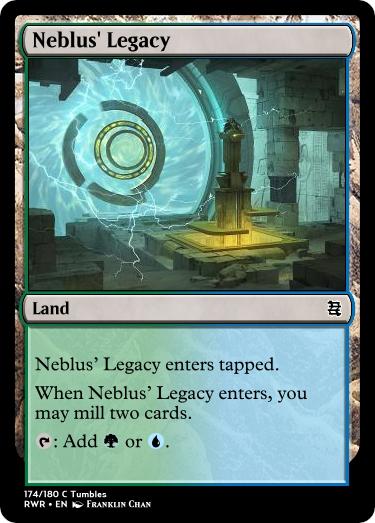 Neblus' Legacy
Land
Neblus' Legacy enters tapped.
When Neblus' Legacy enters, you
may mill two cards.
: Add or .
174/180 C Tumbles
RWR • EN Franklin Chan